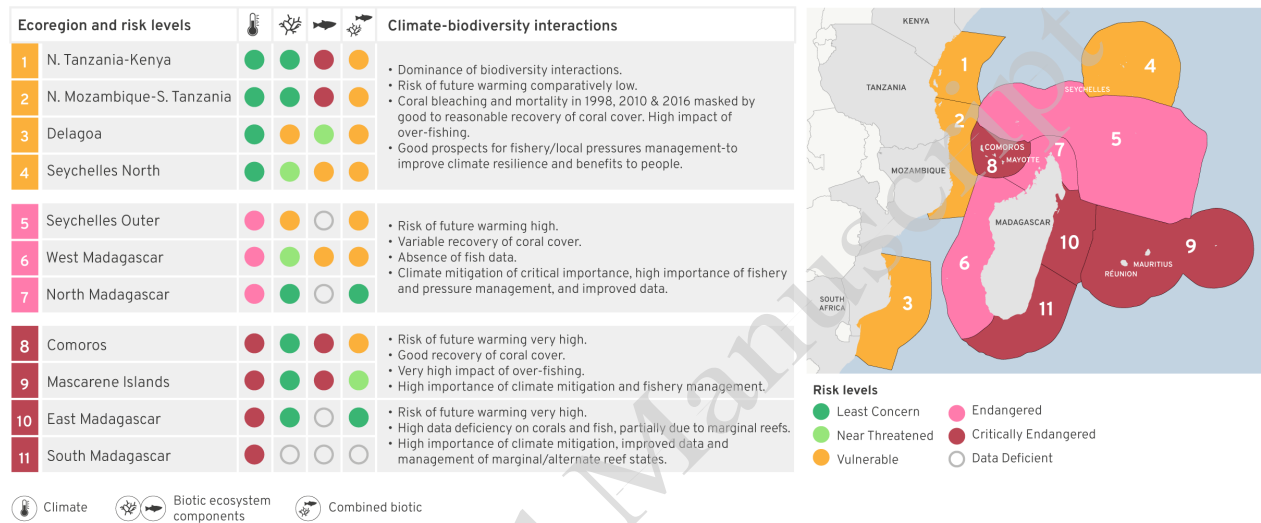 Ecoregion and risk levels
Climate-biodiversity interactions
1 N. Tanzania-Kenya
2 N. Mozambique-S. Tanzania
3 Delagoa
4 Seychelles North
• Dominance of biodiversity interactions.
• Risk of future warming comparatively low.
• Coral bleaching and mortality in 1998, 2010 & 2016 masked by
good to reasonable recovery of coral cover. High impact of
over-fishing.
• Good prospects for fishery/local pressures management-to
improve climate resilience and benefits to people.
5 Seychelles Outer
6 West Madagascar
7 North Madagascar
• Risk of future warming high.
• Variable recovery of coral cover.
• Absence of fish data.
• Climate mitigation of critical importance, high importance of fishery
and pressure management, and improved data.
8 Comoros
9 Mascarene Islands
• Risk of future warming very high.
• Good recovery of coral cover.
• Very high impact of over-fishing.
• High importance of climate mitigation and fishery management.
10 East Madagascar
11 South Madagascar
• Risk of future warming very high.
• High data deficiency on corals and fish, partially due to marginal reefs.
• High importance of climate mitigation, improved data and
management of marginal/alternate reef states.
Climate
Biotic ecosystem
components
Combined biotic
KENYA
1
4
TANZANIA
SEYCHELLES
2
5
COMOROS
7
MAYOTTE
8
MOZAMBIQUE
MADAGASCAR
10
9
MAURITIUS
RÉUNION
6
SOUTH
AFRICA
3
11
Risk levels
Least Concern
Near Threatened
Vulnerable
Endangered
Critically Endangered
Data Deficient
Manuscript